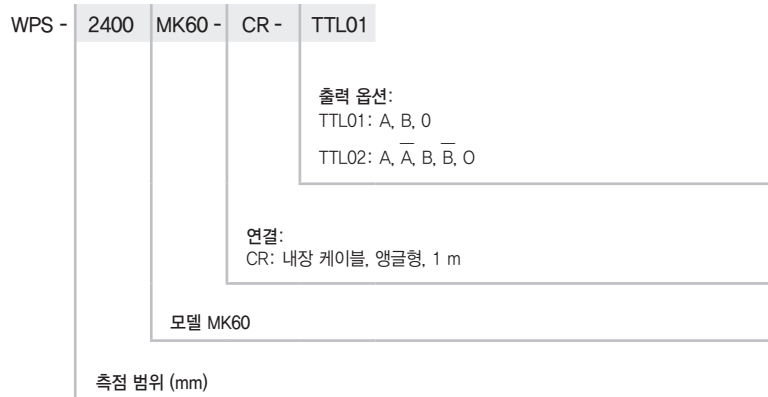 WPS - 2400 MK60 - CR - TTL01
출력 옵션:
TTL01: A, B, 0
TTL02: A, A̅, B, B̅, O
연결:
CR: 내장 케이블, 앵글형, 1 m
모델 MK60
측점 범위 (mm)